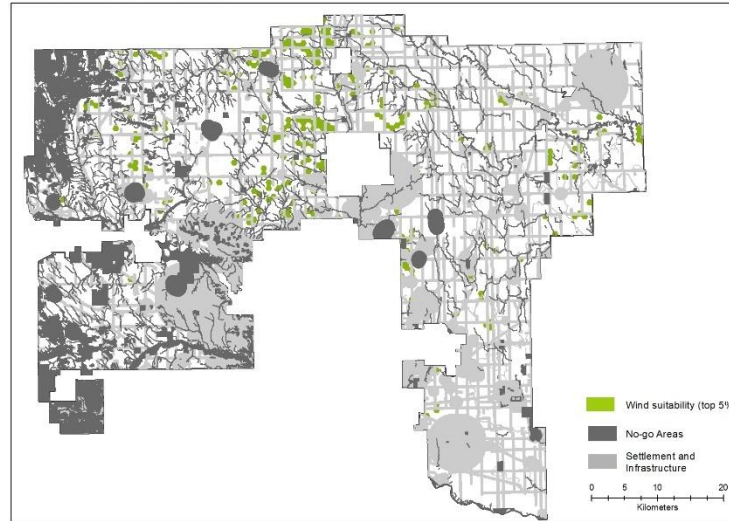 Wind suitability (top 5%
No-go Areas
Settlement and
Infrastructure
0 5 10 20
Kilometers